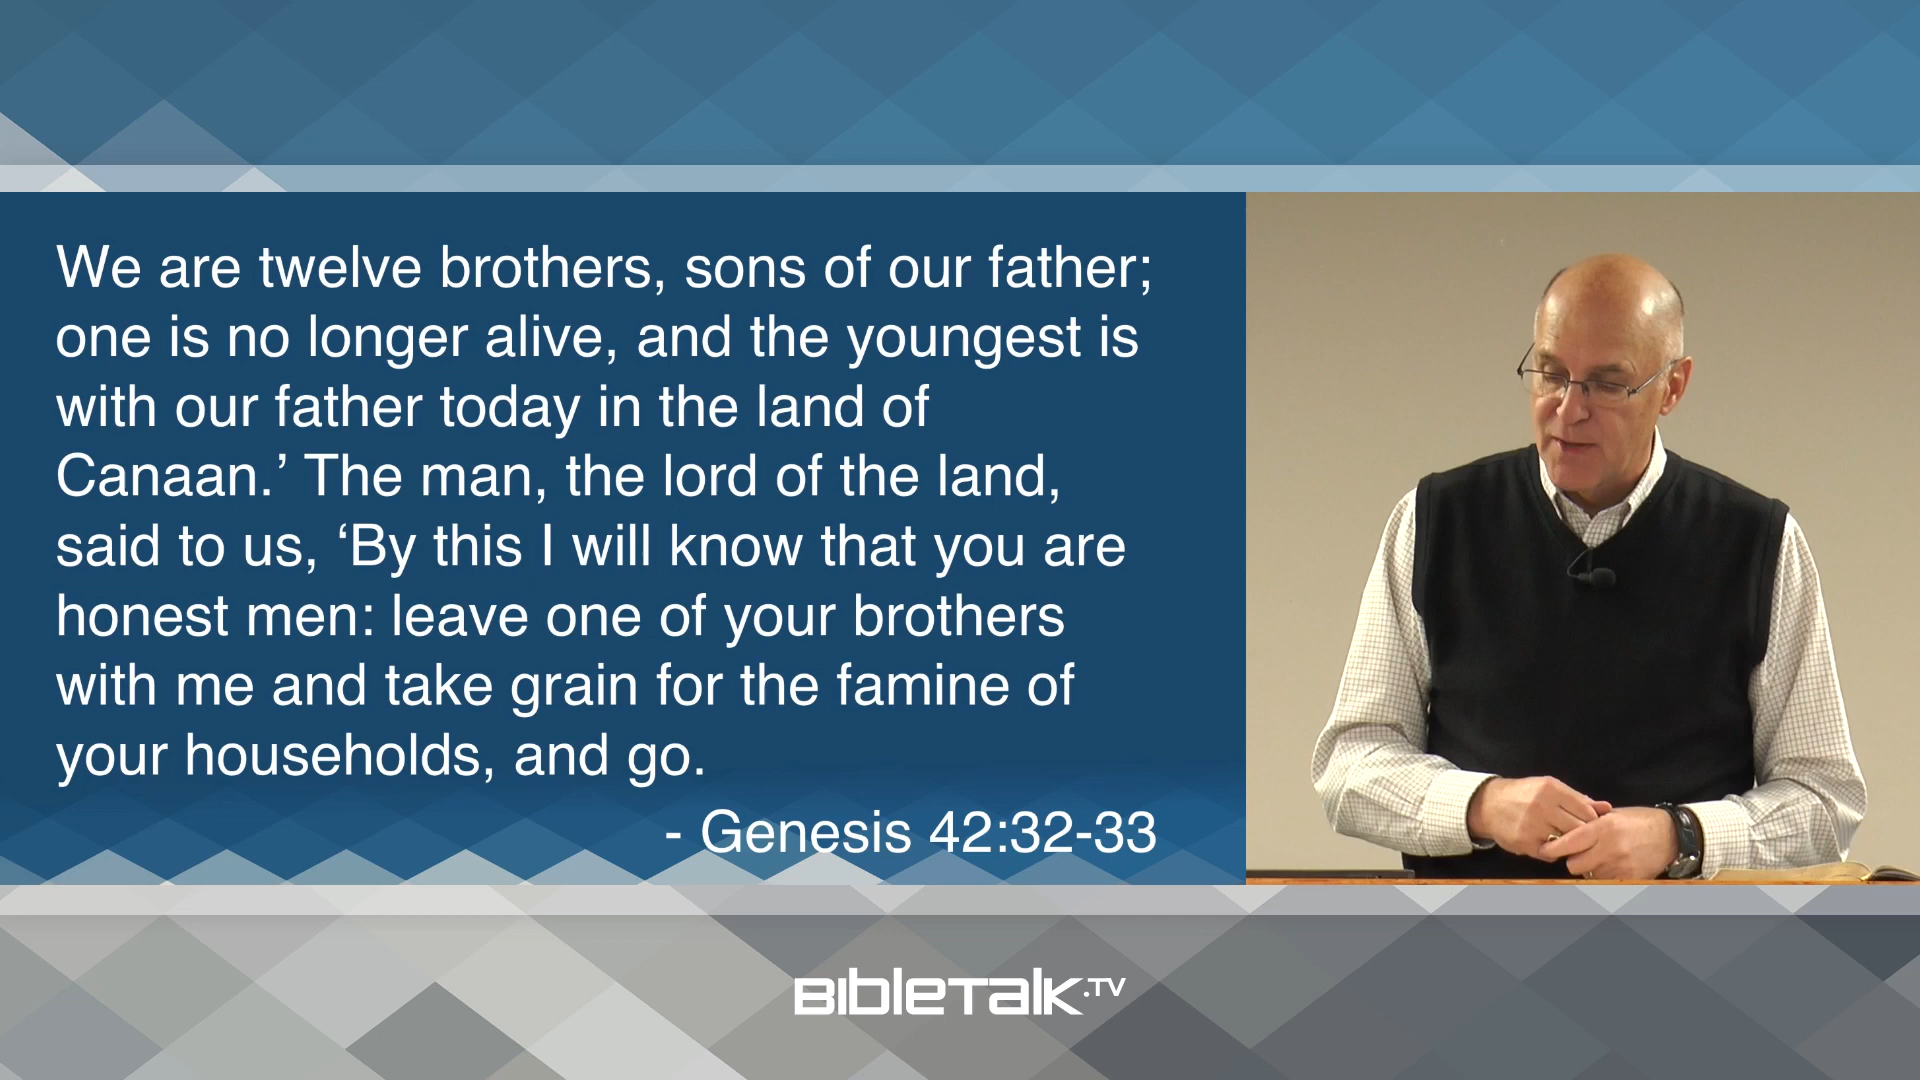 We are twelve brothers, sons of our father;
one is no longer alive, and the youngest is
with our father today in the land of
Canaan.’ The man, the lord of the land,
said to us, ‘By this I will know that you are
honest men: leave one of your brothers
with me and take grain for the famine of
your households, and go.
- Genesis 42:32-33
BibleTalk.TV